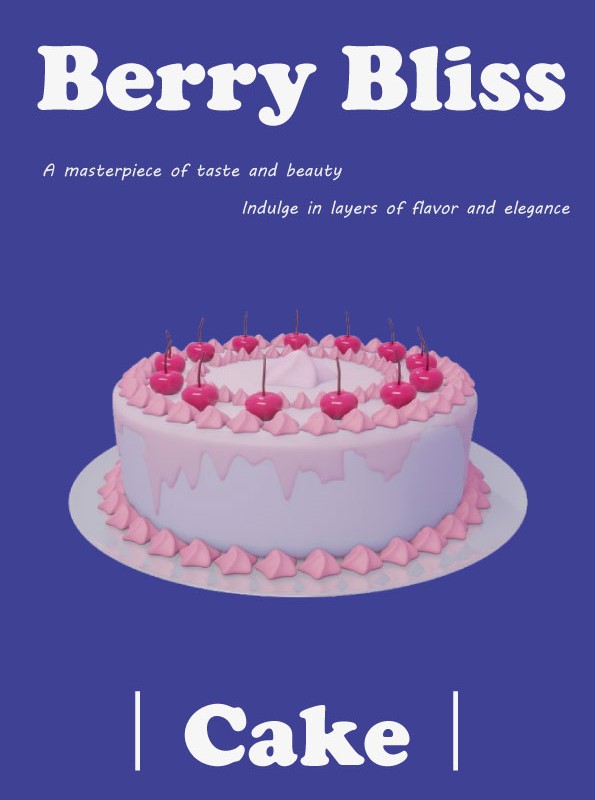 Berry Bliss
A masterpiece of taste and beauty
Indulge in layers of flavor and elegance
Cake